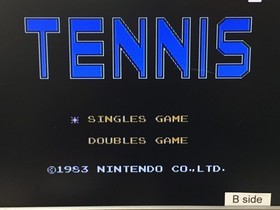 TENNIS
SINGLES GAME
DOUBLES GAME
©1983 NINTENDO CO.,LTD.
B side